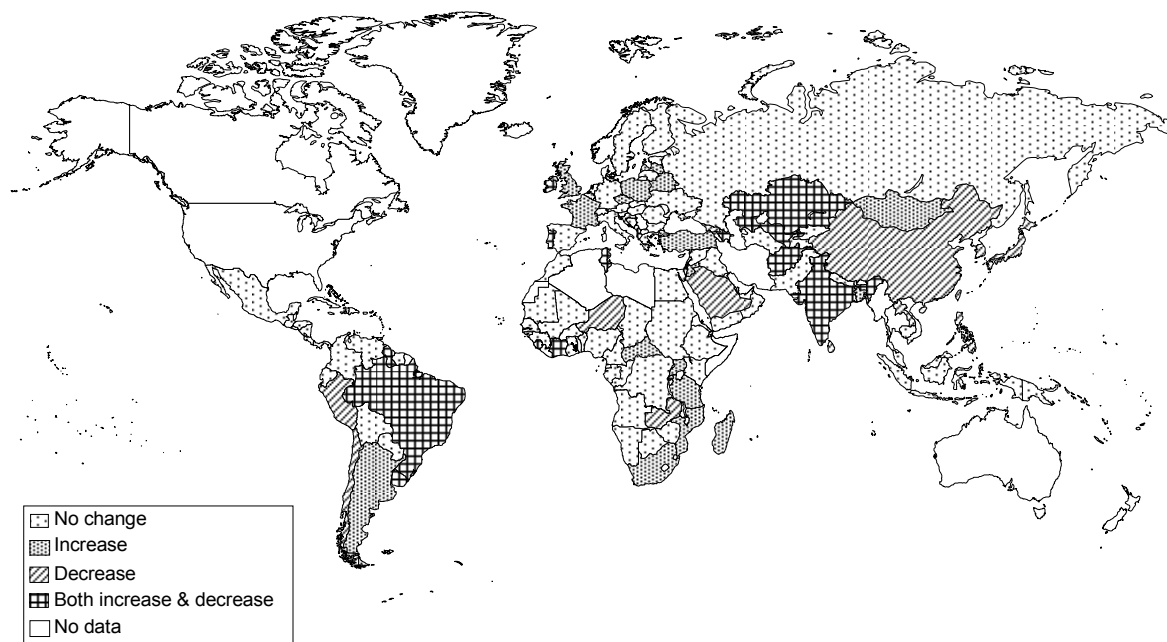 No change
Increase
Decrease
Both increase & decrease
No data